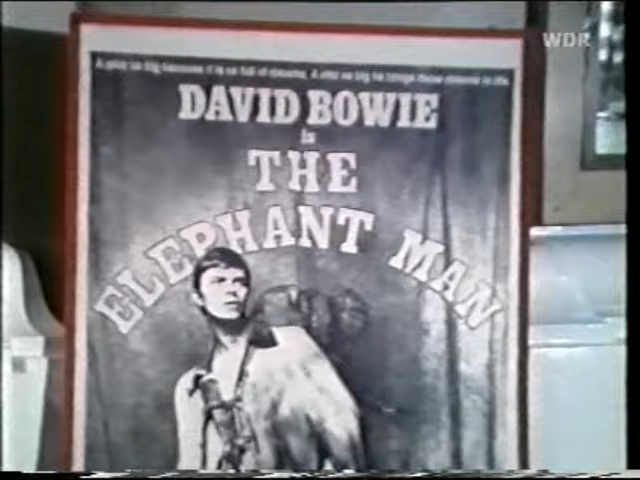 WDR
DAVID BOWIE
is
THE
ELEPHANT MAN